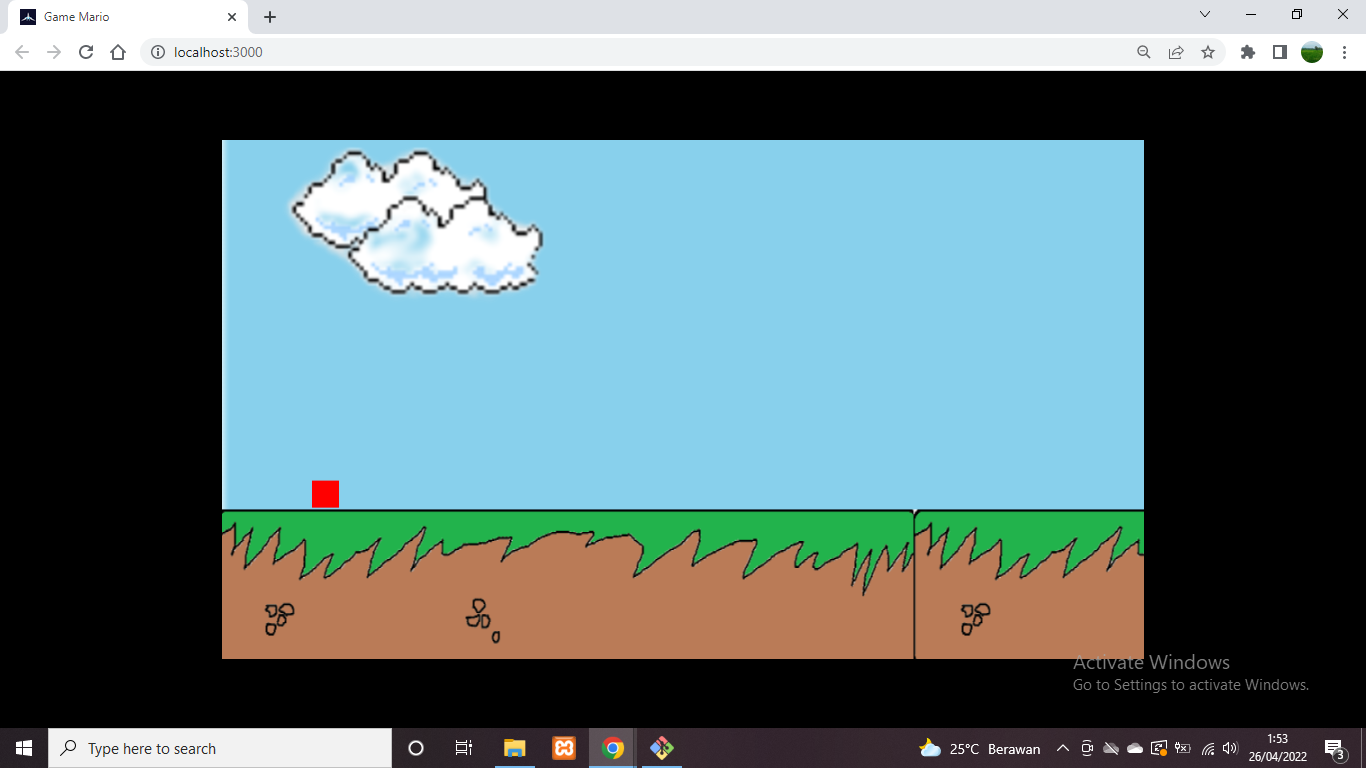 Game Mario
localhost:3000
Activate Windows
Go to Settings to activate Windows.
Type here to search
25°C Berawan
1:53
26/04/2022
3